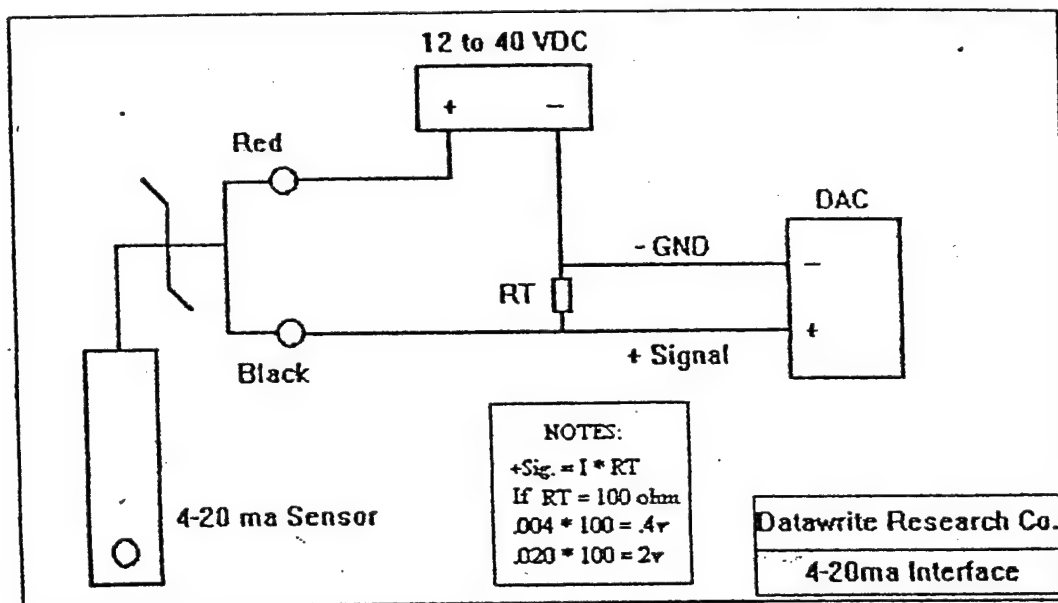 12 to 40 VDC
+ −
Red
DAC
- GND
−
RT
+
+ Signal
Black
NOTES:
+Sig. = I * RT
If RT = 100 ohm
.004 * 100 = .4v
.020 * 100 = 2v
4-20 ma Sensor
Datawrite Research Co.
4-20ma Interface